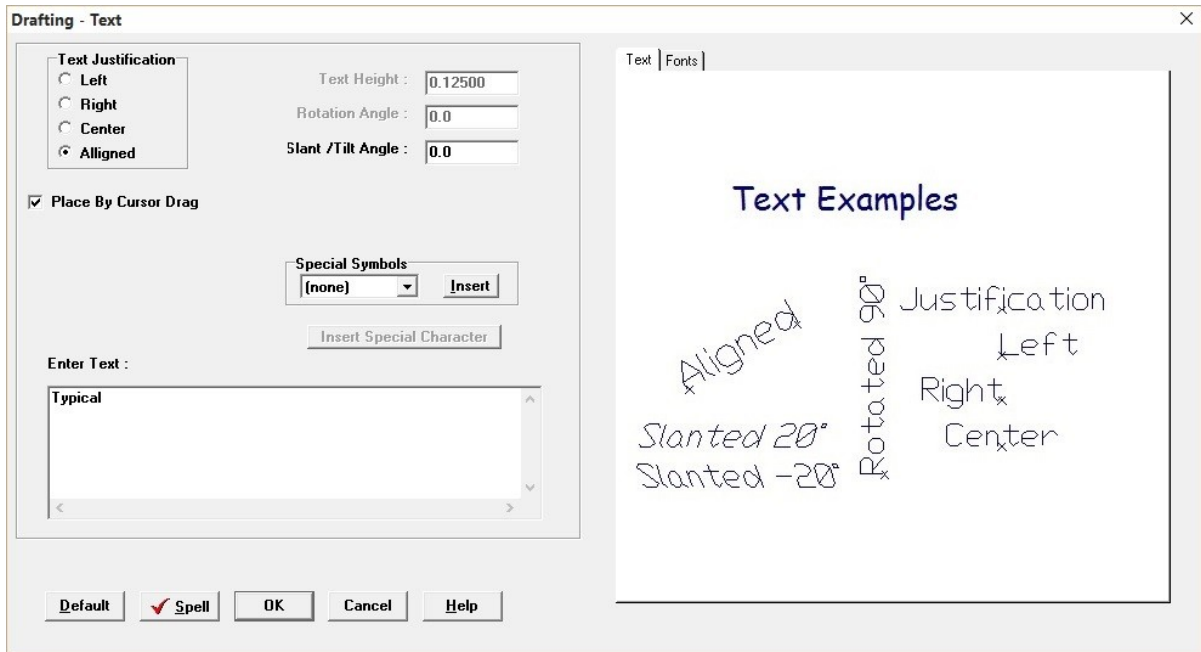 Drafting - Text
Text Justification
Left
Right
Center
Alligned
Text Height :
0.12500
Rotation Angle :
0.0
Slant /Tilt Angle :
0.0
Place By Cursor Drag
Special Symbols
(none)
Insert
Insert Special Character
Enter Text :
Typical
Default
Spell
OK
Cancel
Help
Text
Fonts
Text Examples
Aligned
Slanted 20°
Slanted -20°
Rotated 90°
Justification
Left
Right
Center